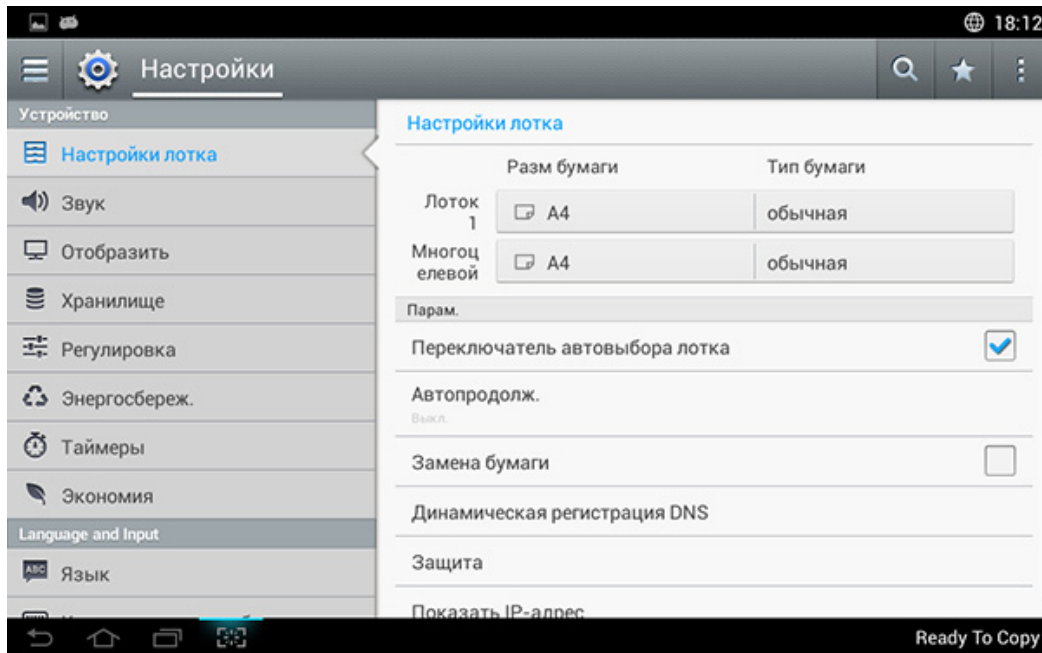 18:12
Настройки
Устройство
Настройки лотка
Звук
Отобразить
Хранилище
Регулировка
Энергосбереж.
Таймеры
Экономия
Language and Input
ABC
Язык
Настройки лотка
Разм бумаги Тип бумаги
Лоток
1
A4 обычная
Многоц
елевой
A4 обычная
Парам.
Переключатель автовыбора лотка
Автопродолж.
Выкл.
Замена бумаги
Динамическая регистрация DNS
Защита
Показать IP-адрес
Ready To Copy